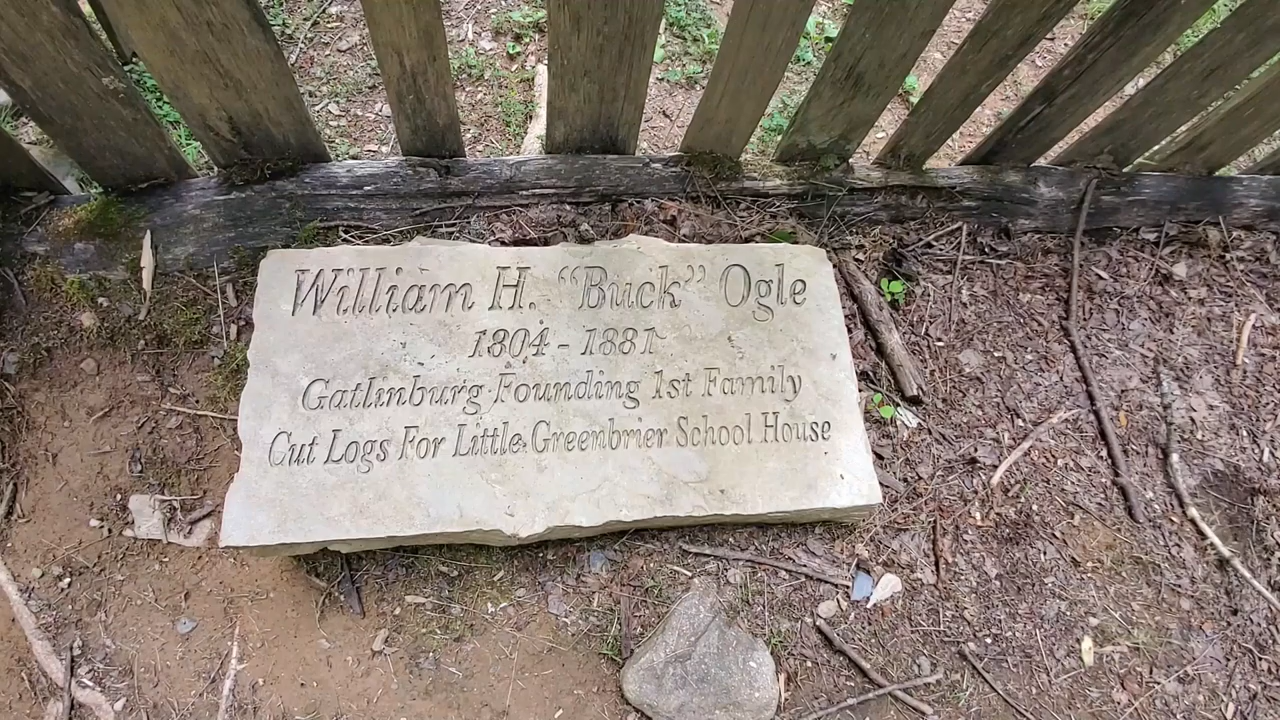 William H. "Buck" Ogle
1804 - 1881
Gatlinburg Founding 1st Family
Cut Logs For Little Greenbrier School House